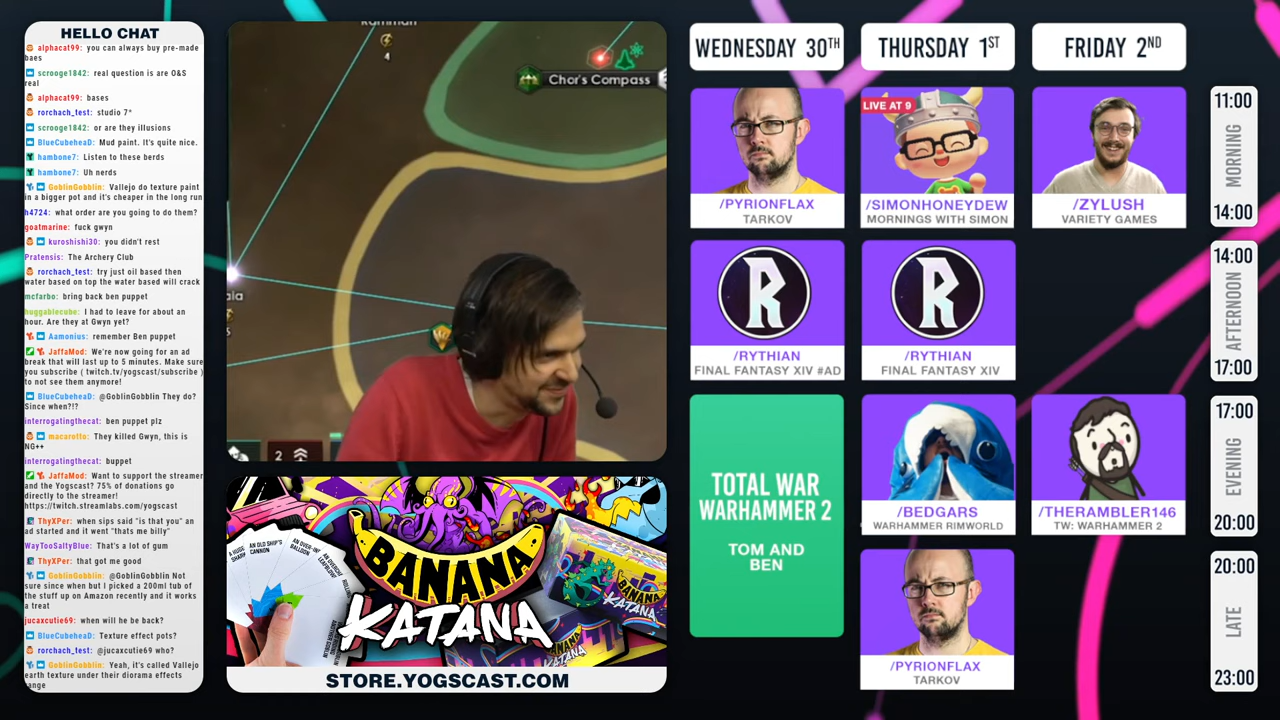 HELLO CHAT
alphacat99: you can always buy pre-made
baes
scrooge1842: real question is are O&S
real
alphacat99: bases
rorchach_test: studio 7*
scrooge1842: or are they illusions
BlueCubeheaD: Mud paint. It's quite nice.
hambone7: Listen to these berds
hambone7: Uh nerds
GoblinGobblin: Vallejo do texture paint
in a bigger pot and it's cheaper in the long run
h4724: what order are you going to do them?
goatmarine: fuck gwyn
kuroshishi30: you didn't rest
Pratensis: The Archery Club
rorchach_test: try just oil based then
water based on top the water based will crack
mcfarbo: bring back ben puppet
huggablecube: I had to leave for about an
hour. Are they at Gwyn yet?
Aamonius: remember Ben puppet
JaffaMod: We're now going for an ad
break that will last up to 5 minutes. Make sure
you subscribe ( twitch.tv/yogscast/subscribe )
to not see them anymore!
BlueCubeheaD: @GoblinGobblin They do?
Since when?!?
interrogatingthecat: ben puppet plz
macarotto: They killed Gwyn, this is
NG++
interrogatingthecat: buppet
JaffaMod: Want to support the streamer
and the Yogscast? 75% of donations go
directly to the streamer!
https://twitch.streamlabs.com/yogscast
ThyXPer: when sips said "is that you" an
ad started and it went "thats me billy"
WayTooSaltyBlue: That's a lot of gum
ThyXPer: that got me good
GoblinGobblin: @GoblinGobblin Not
sure since when but I picked a 200ml tub of
the stuff up on Amazon recently and it works
a treat
jucaxcutie69: when will he be back?
BlueCubeheaD: Texture effect pots?
rorchach_test: @jucaxcutie69 who?
GoblinGobblin: Yeah, it's called Vallejo
earth texture under their diorama effects
range
4
Chor's Compass
2
A HUGE
AN OLD SHIP'S
CANNON
BALLOON
BANANA
KATANA
BANANA
KATANA
STORE.YOGSCAST.COM
WEDNESDAY 30TH
THURSDAY 1ST
FRIDAY 2ND
/PYRIONFLAX
TARKOV
LIVE AT 9
/SIMONHONEYDEW
MORNINGS WITH SIMON
/ZYLUSH
VARIETY GAMES
11:00
MORNING
14:00
R
/RYTHIAN
FINAL FANTASY XIV #AD
R
/RYTHIAN
FINAL FANTASY XIV
14:00
AFTERNOON
17:00
TOTAL WAR
WARHAMMER 2
TOM AND
BEN
/BEDGARS
WARHAMMER RIMWORLD
/THERAMBLER146
TW: WARHAMMER 2
17:00
EVENING
20:00
/PYRIONFLAX
TARKOV
20:00
LATE
23:00